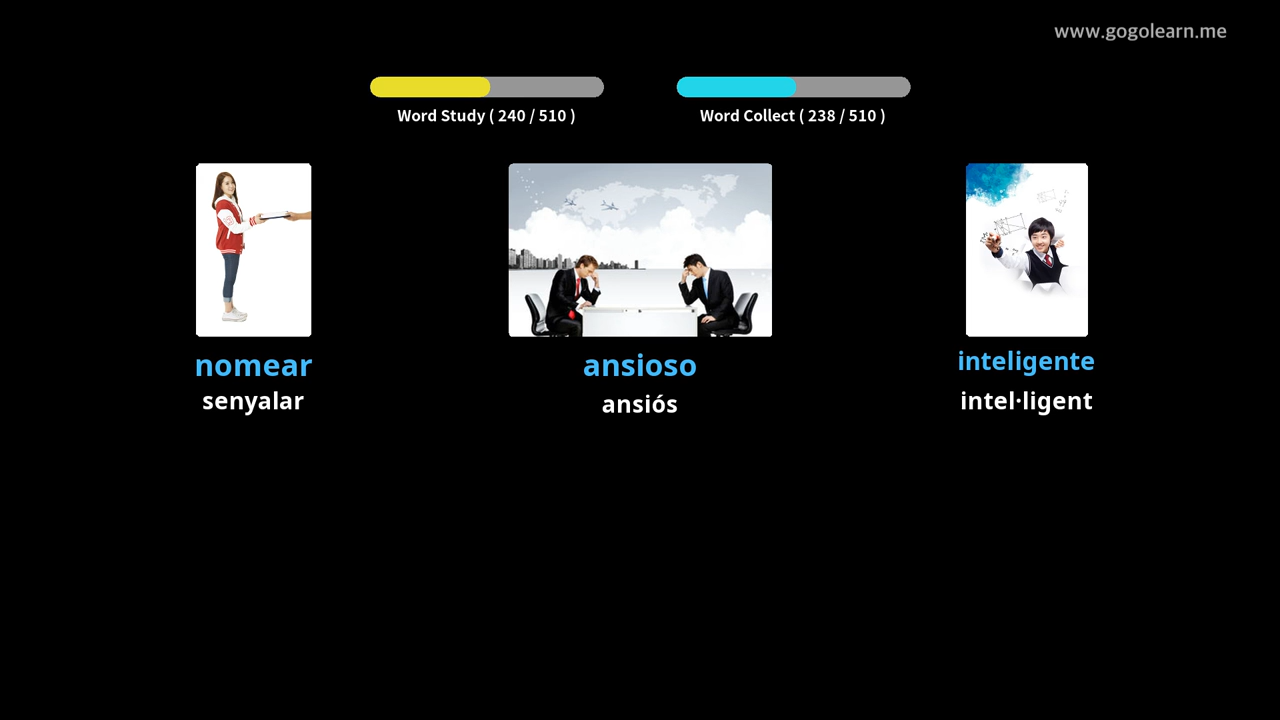 www.gogolearn.me
Word Study ( 240 / 510 )
Word Collect ( 238 / 510 )
nomear
ansioso
inteligente
senyalar
ansiós
intel·ligent